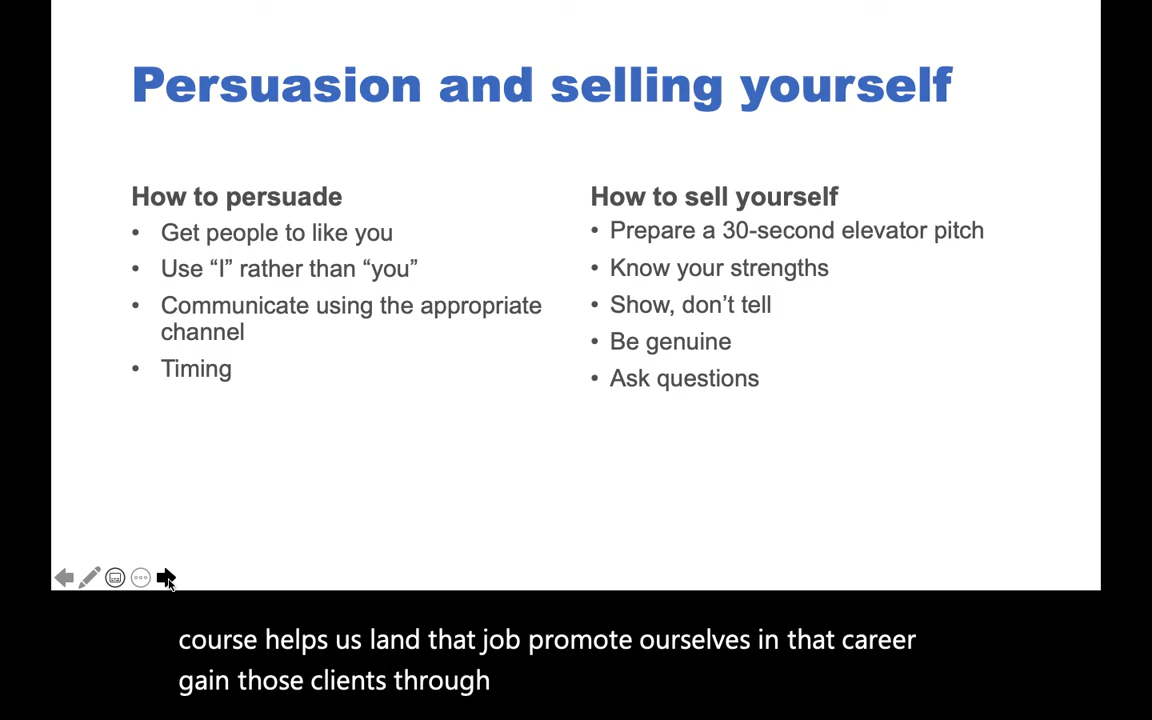 Persuasion and selling yourself
How to persuade
• Get people to like you
• Use “I” rather than “you”
• Communicate using the appropriate
channel
• Timing
How to sell yourself
• Prepare a 30-second elevator pitch
• Know your strengths
• Show, don’t tell
• Be genuine
• Ask questions
course helps us land that job promote ourselves in that career
gain those clients through